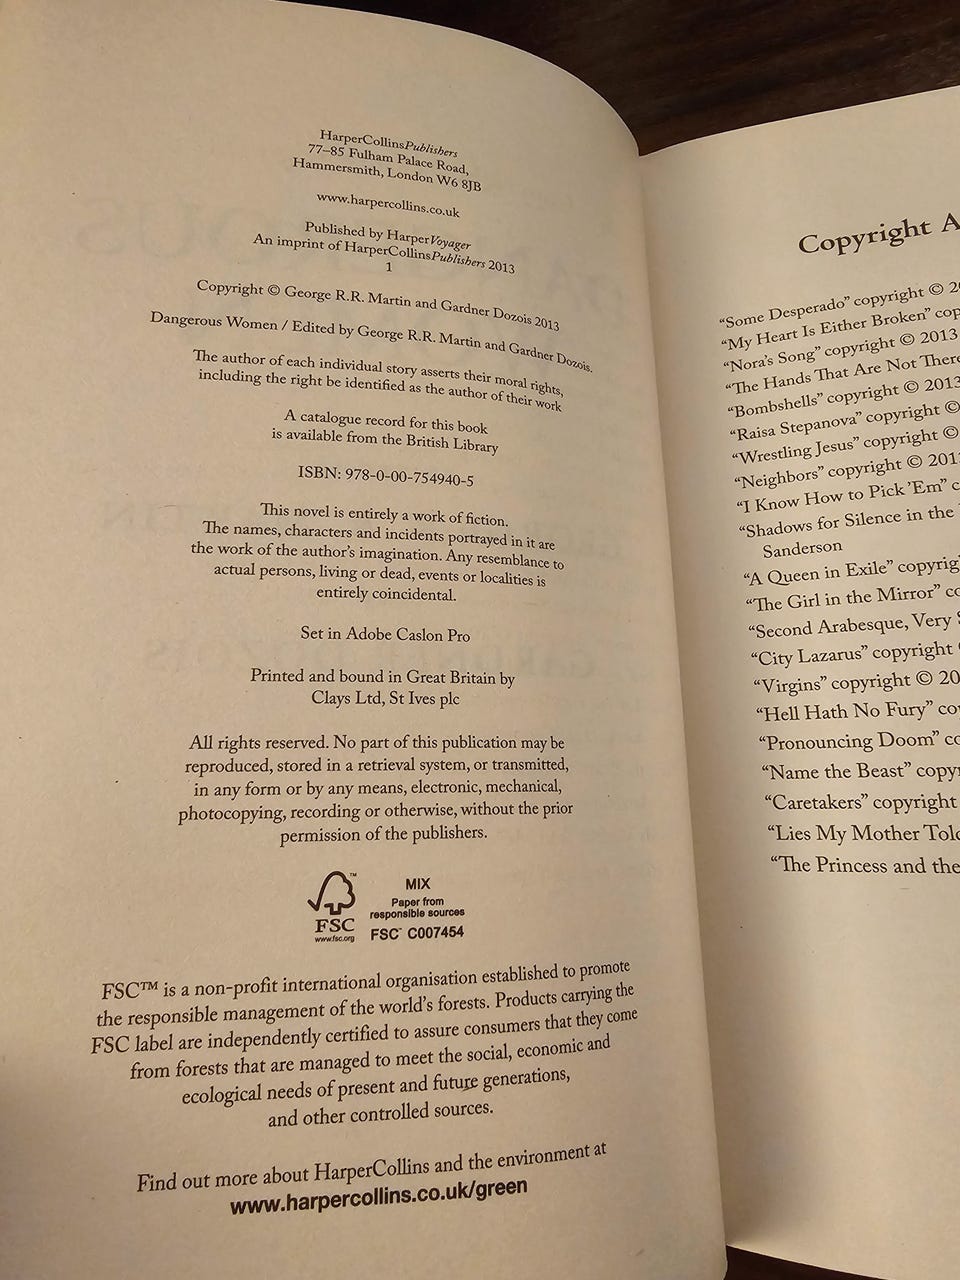 HarperCollinsPublishers
77–85 Fulham Palace Road,
Hammersmith, London W6 8JB
www.harpercollins.co.uk
Published by HarperVoyager
An imprint of HarperCollinsPublishers 2013
1
Copyright © George R.R. Martin and Gardner Dozois 2013
Dangerous Women / Edited by George R.R. Martin and Gardner Dozois.
The author of each individual story asserts their moral rights,
including the right be identified as the author of their work
A catalogue record for this book
is available from the British Library
ISBN: 978-0-00-754940-5
This novel is entirely a work of fiction.
The names, characters and incidents portrayed in it are
the work of the author's imagination. Any resemblance to
actual persons, living or dead, events or localities is
entirely coincidental.
Set in Adobe Caslon Pro
Printed and bound in Great Britain by
Clays Ltd, St Ives plc
All rights reserved. No part of this publication may be
reproduced, stored in a retrieval system, or transmitted,
in any form or by any means, electronic, mechanical,
photocopying, recording or otherwise, without the prior
permission of the publishers.
FSC
www.fsc.org
MIX
Paper from
responsible sources
FSC™ C007454
FSC™ is a non-profit international organisation established to promote
the responsible management of the world's forests. Products carrying the
FSC label are independently certified to assure consumers that they come
from forests that are managed to meet the social, economic and
ecological needs of present and future generations,
and other controlled sources.
Find out more about HarperCollins and the environment at
www.harpercollins.co.uk/green
Copyright A
“Some Desperado” copyright © 20
“My Heart Is Either Broken” cop
“Nora's Song” copyright © 2013
“The Hands That Are Not There
“Bombshells” copyright © 2013
“Raisa Stepanova” copyright ©
“Wrestling Jesus” copyright ©
“Neighbors” copyright © 201
“I Know How to Pick 'Em” c
“Shadows for Silence in the
Sanderson
“A Queen in Exile” copyrig
“The Girl in the Mirror” co
“Second Arabesque, Very S
“City Lazarus” copyright
“Virgins” copyright © 20
“Hell Hath No Fury” co
“Pronouncing Doom” co
“Name the Beast” copy
“Caretakers” copyright
“Lies My Mother Told
“The Princess and the